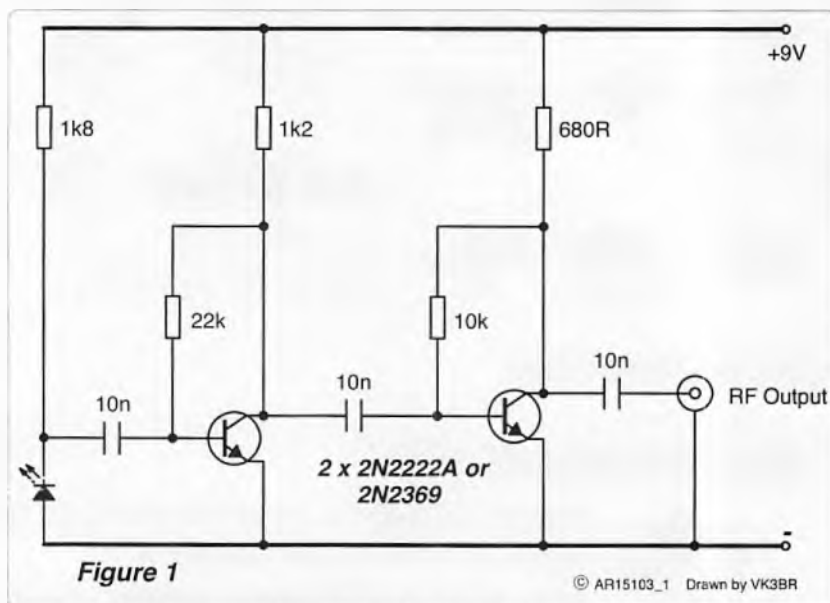 +9V
1k8
1k2
680R
22k
10k
10n
10n
10n
RF Output
2 x 2N2222A or
2N2369
-
Figure 1
© AR15103_1 Drawn by VK3BR